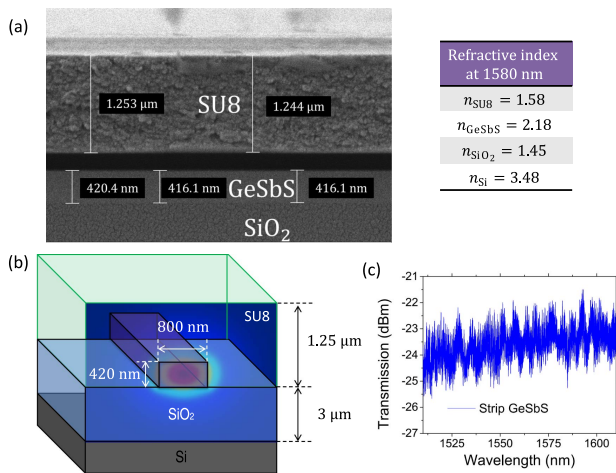 (a)
1.253 μm
SU8
1.244 nm
420.4 nm
416.1 nm
GeSbS
416.1 nm
SiO₂
Refractive index
at 1580 nm
nSU8 = 1.58
nGeSbS = 2.18
nSiO₂ = 1.45
nSi = 3.48
(b)
800 nm
SU8
420 nm
1.25 μm
SiO₂
3 μm
Si
(c)
Transmission (dBm)
-21
-22
-23
-24
-25
-26
-27
Strip GeSbS
1525
1550
1575
1600
Wavelength (nm)